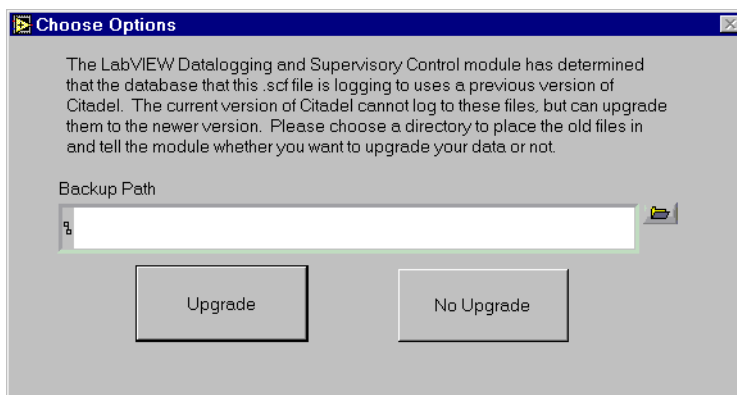 Choose Options
The LabVIEW Datalogging and Supervisory Control module has determined
that the database that this .scf file is logging to uses a previous version of
Citadel.  The current version of Citadel cannot log to these files, but can upgrade
them to the newer version.  Please choose a directory to place the old files in
and tell the module whether you want to upgrade your data or not.
Backup Path
Upgrade
No Upgrade